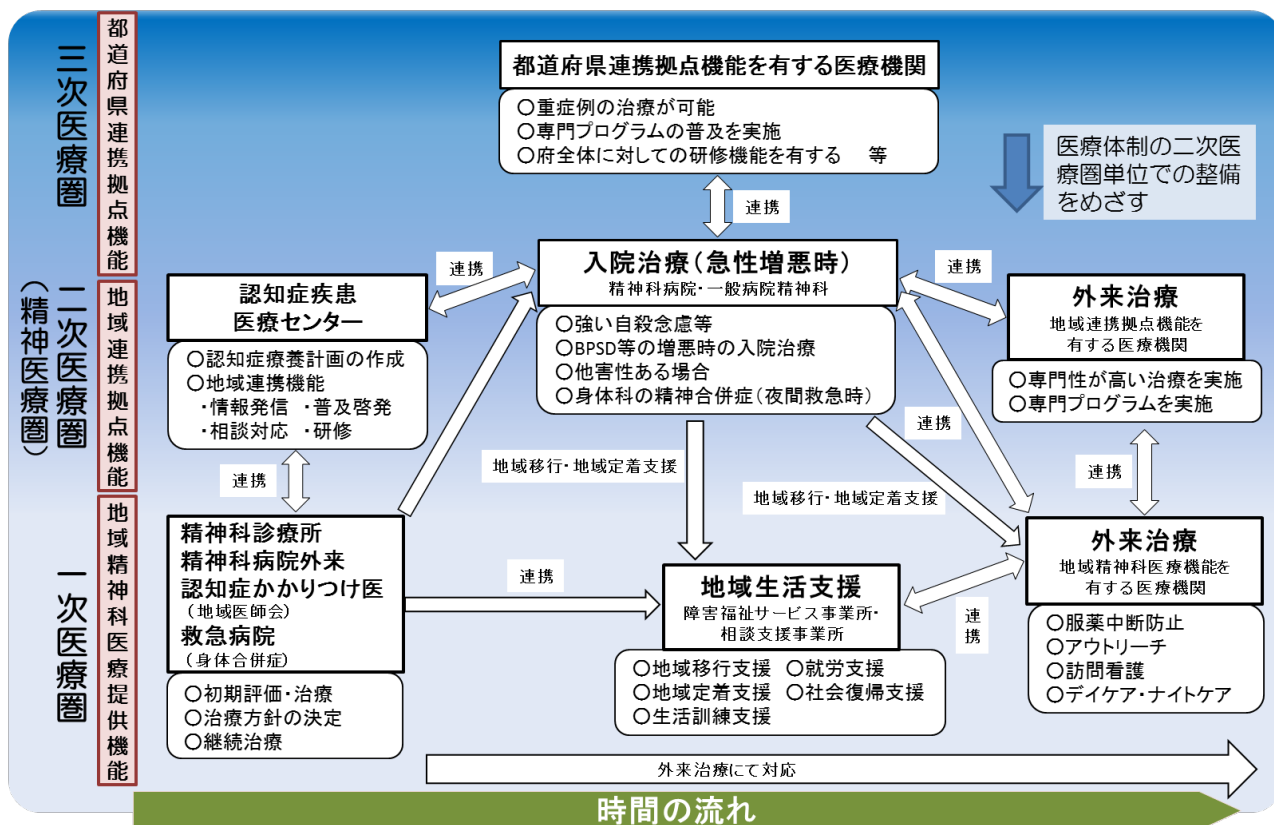 三次医療圏
都道府県連携拠点機能
都道府県連携拠点機能を有する医療機関
○重症例の治療が可能
○専門プログラムの普及を実施
○府全体に対しての研修機能を有する　等
医療体制の二次医
療圏単位での整備
をめざす
連携
二次医療圏
(精神医療圏)
地域連携拠点機能
認知症疾患
医療センター
○認知症療養計画の作成
○地域連携機能
・情報発信 ・普及啓発
・相談対応 ・研修
連携
入院治療(急性増悪時)
精神科病院・一般病院精神科
○強い自殺念慮等
○BPSD等の増悪時の入院治療
○他害性ある場合
○身体科の精神合併症(夜間救急時)
連携
外来治療
地域連携拠点機能を
有する医療機関
○専門性が高い治療を実施
○専門プログラムを実施
連携
連携
連携
地域移行・地域定着支援
地域移行・地域定着支援
一次医療圏
地域精神科医療提供機能
精神科診療所
精神科病院外来
認知症かかりつけ医
(地域医師会)
救急病院
(身体合併症)
○初期評価・治療
○治療方針の決定
○継続治療
連携
地域生活支援
障害福祉サービス事業所・
相談支援事業所
○地域移行支援 ○就労支援
○地域定着支援 ○社会復帰支援
○生活訓練支援
連携
外来治療
地域精神科医療機能を
有する医療機関
○服薬中断防止
○アウトリーチ
○訪問看護
○デイケア・ナイトケア
外来治療にて対応
時間の流れ